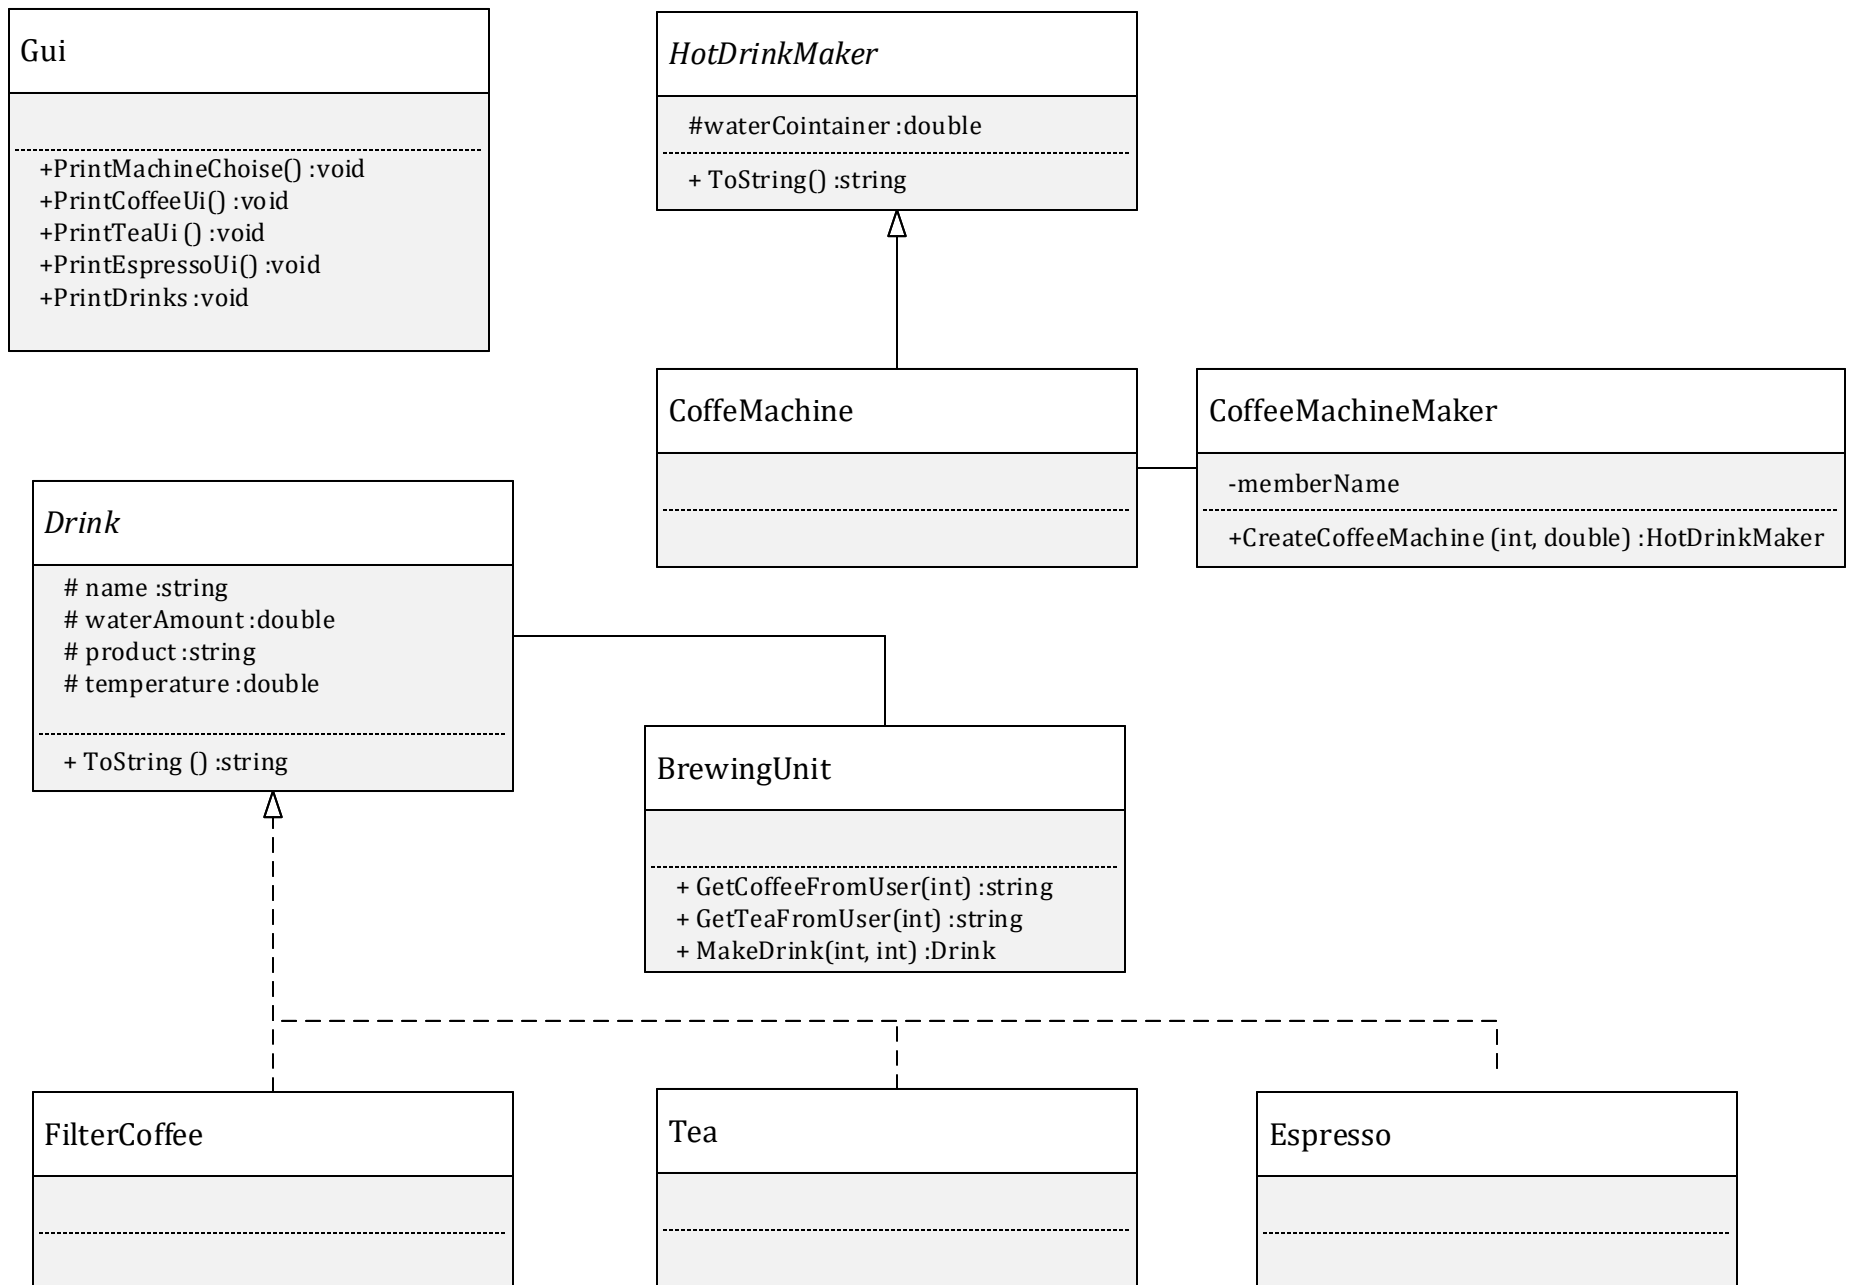 Gui
+PrintMachineChoise() :void
+PrintCoffeeUi() :void
+PrintTeaUi () :void
+PrintEspressoUi() :void
+PrintDrinks :void
HotDrinkMaker
#waterCointainer :double
+ ToString() :string
CoffeMachine
CoffeeMachineMaker
-memberName
+CreateCoffeeMachine (int, double) :HotDrinkMaker
Drink
# name :string
# waterAmount :double
# product :string
# temperature :double
+ ToString () :string
BrewingUnit
+ GetCoffeeFromUser(int) :string
+ GetTeaFromUser(int) :string
+ MakeDrink(int, int) :Drink
FilterCoffee
Tea
Espresso